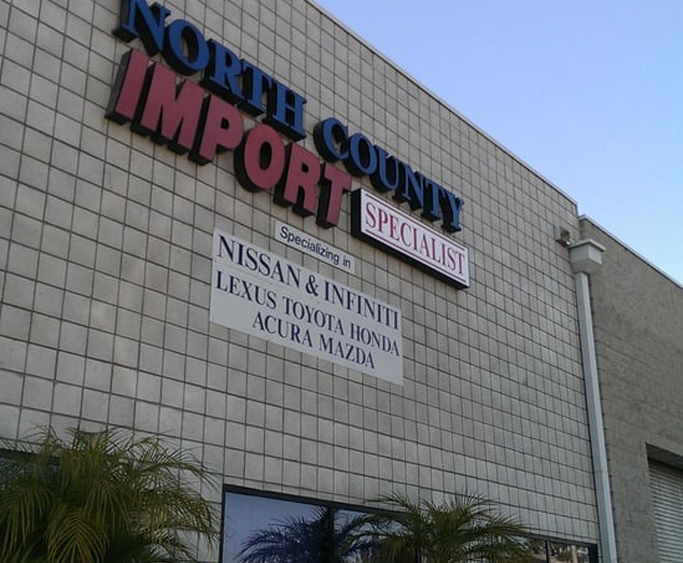 NORTH COUNTY
IMPORT SPECIALIST
Specializing in
NISSAN & INFINITI
LEXUS TOYOTA HONDA
ACURA MAZDA